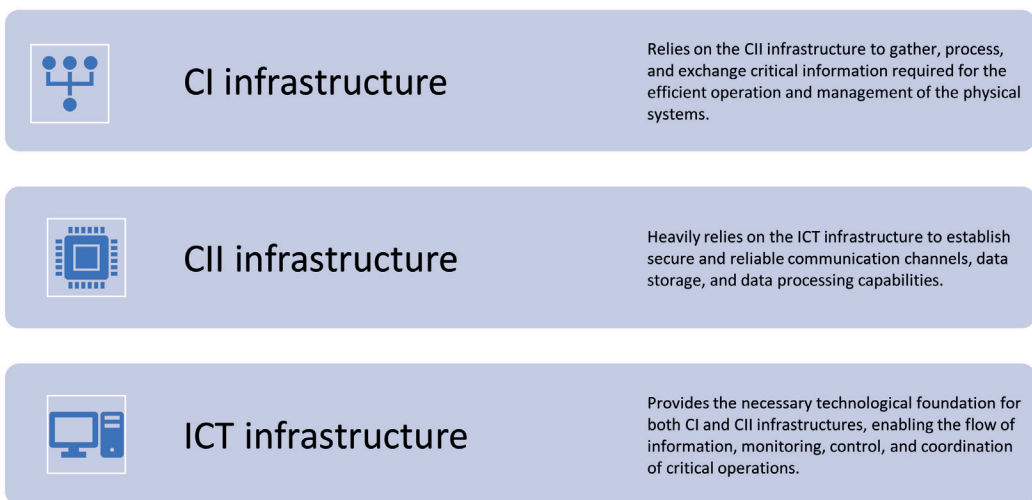 CI infrastructure
Relies on the CII infrastructure to gather, process,
and exchange critical information required for the
efficient operation and management of the physical
systems.
CII infrastructure
Heavily relies on the ICT infrastructure to establish
secure and reliable communication channels, data
storage, and data processing capabilities.
ICT infrastructure
Provides the necessary technological foundation for
both CI and CII infrastructures, enabling the flow of
information, monitoring, control, and coordination
of critical operations.